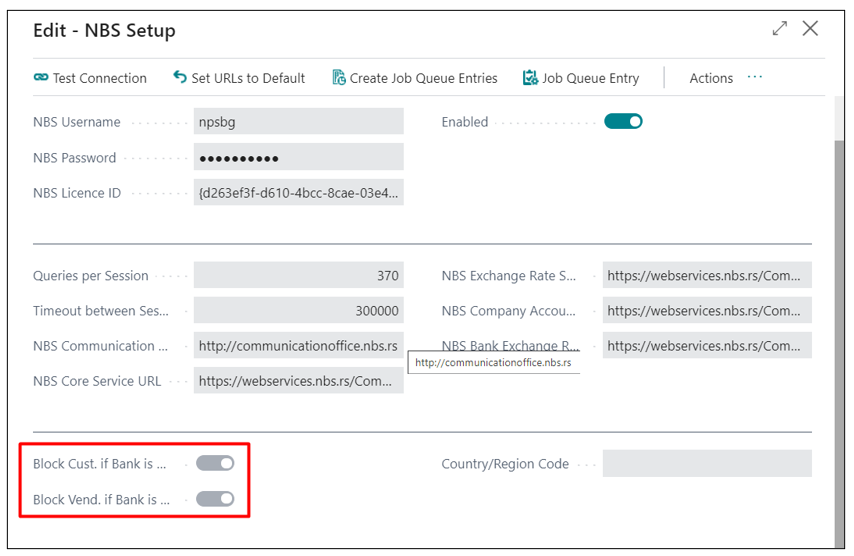 Edit - NBS Setup
Test Connection Set URLs to Default Create Job Queue Entries Job Queue Entry Actions ...
NBS Username npsbg Enabled
NBS Password ●●●●●●●●●●
NBS Licence ID {d263ef3f-d610-4bcc-8cae-03e4...
Queries per Session 370 NBS Exchange Rate S...  https://webservices.nbs.rs/Com...
Timeout between Ses... 300000 NBS Company Accou... https://webservices.nbs.rs/Com...
NBS Communication ... http://communicationoffice.nbs.rs NBS Bank Exchange R... https://webservices.nbs.rs/Com...
http://communicationoffice.nbs.rs
NBS Core Service URL https://webservices.nbs.rs/Com...
Block Cust. if Bank is ... Country/Region Code
Block Vend. if Bank is ...